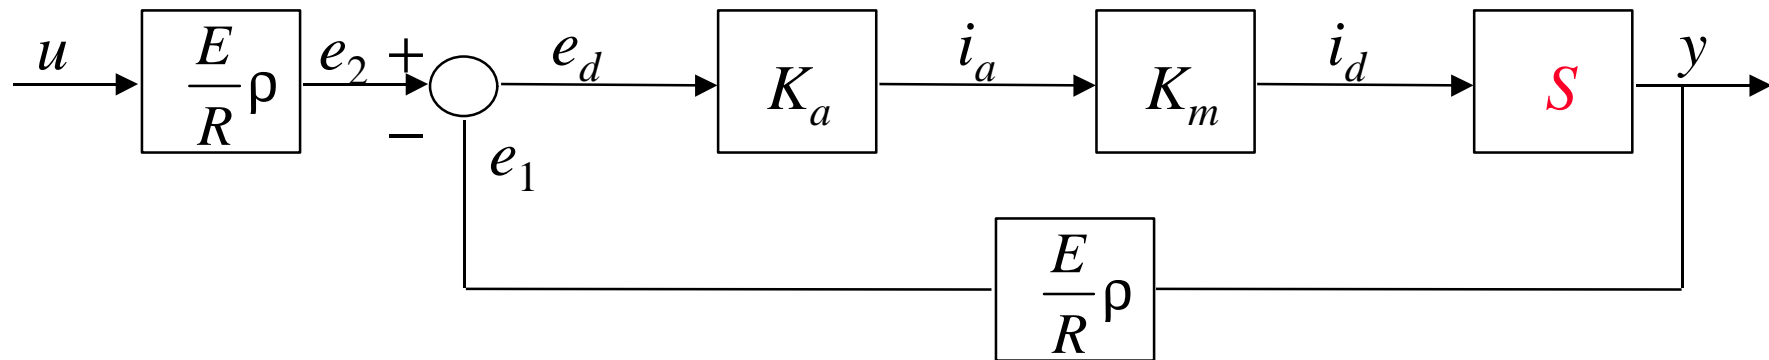 u
E
R
ρ
e₂
+
−
e₁
e_d
K_a
i_a
K_m
i_d
S
y
E
R
ρ